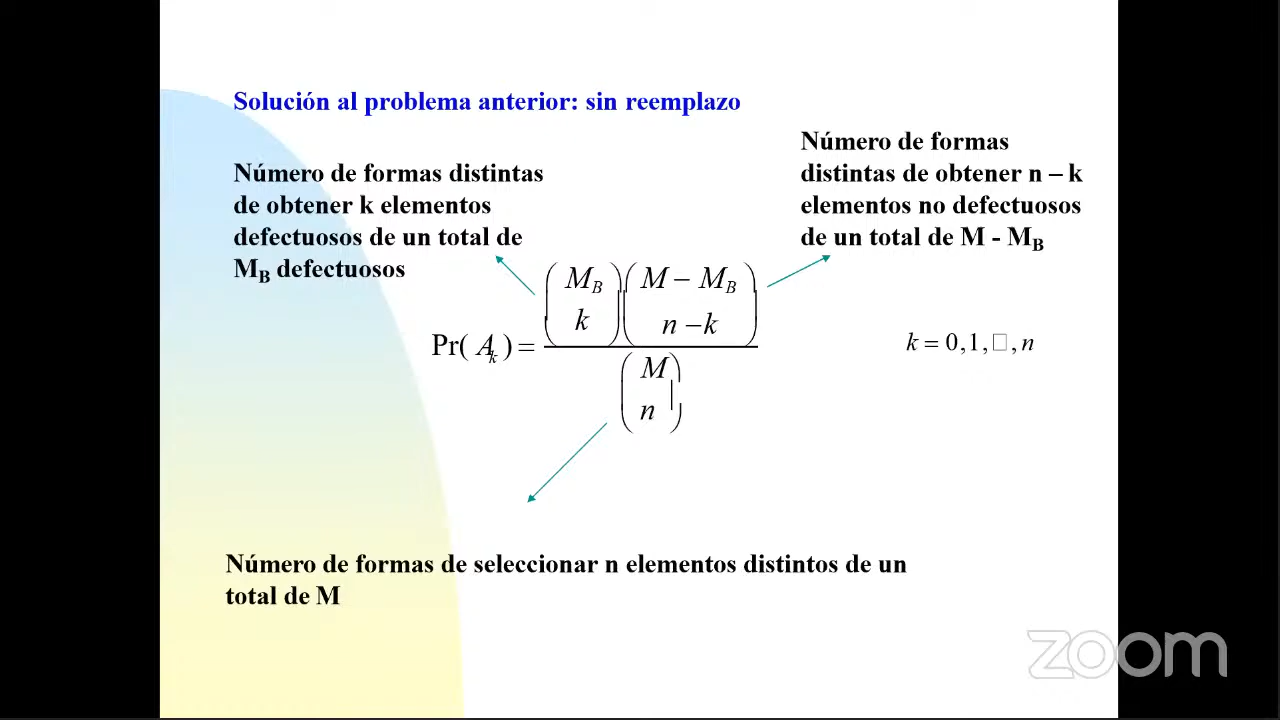 Solución al problema anterior: sin reemplazo
Número de formas distintas
de obtener k elementos
defectuosos de un total de
M_B defectuosos
Número de formas
distintas de obtener n – k
elementos no defectuosos
de un total de M - M_B
M_B M − M_B
k n − k
Pr( A_k ) =
M
n
k = 0,1,□,n
Número de formas de seleccionar n elementos distintos de un
total de M
zoom